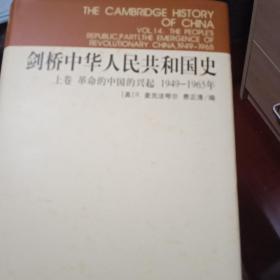 THE CAMBRIDGE HISTORY
OF CHINA
VOL.14. THE PEOPLE'S
REPUBLIC, PART1, THE EMERGENCE OF
REVOLUTIONARY CHINA, 1949-1965
剑桥中华人民共和国史
上卷 革命的中国的兴起 1949—1965年
[美]R.麦克法夸尔 费正清/编